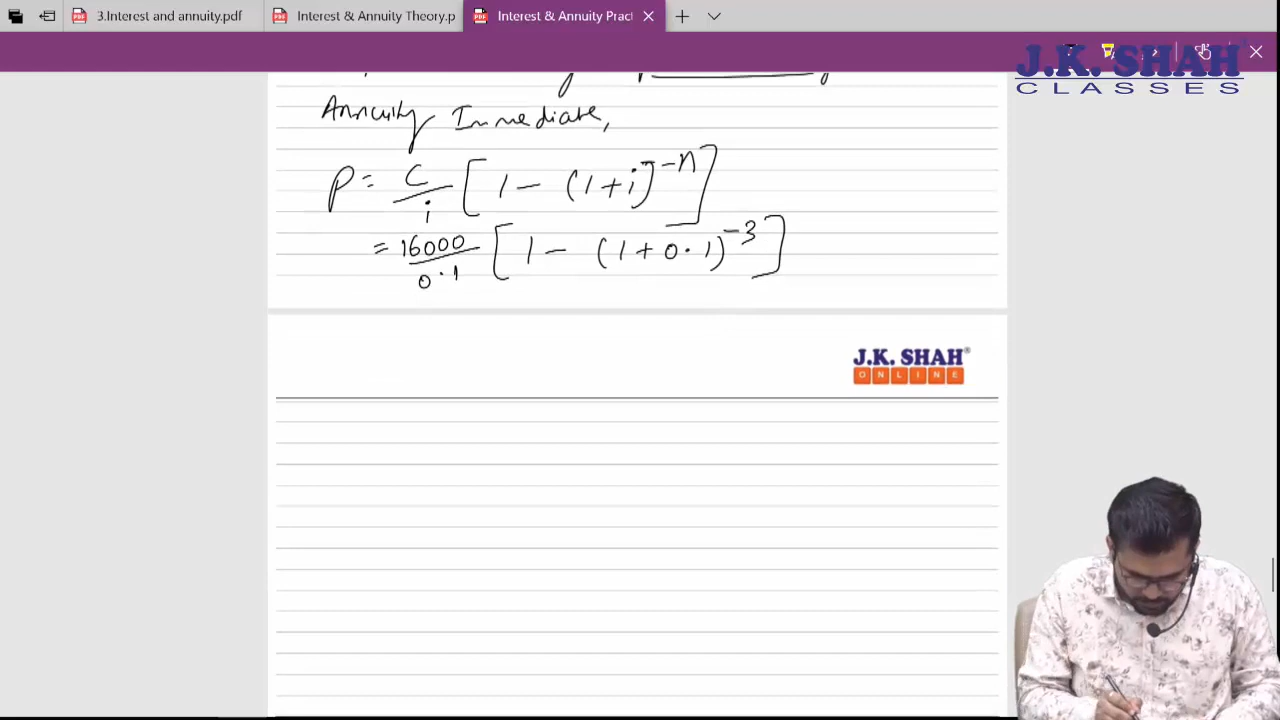 3.Interest and annuity.pdf
Interest & Annuity Theory.p
Interest & Annuity Pract
J.K. SHAH
CLASSES
Annuity Immediate,
P = C/i [1 - (1+i)^-n]
= 16000/0.1 [1 - (1+0.1)^-3]
J.K. SHAH®
ONLINE